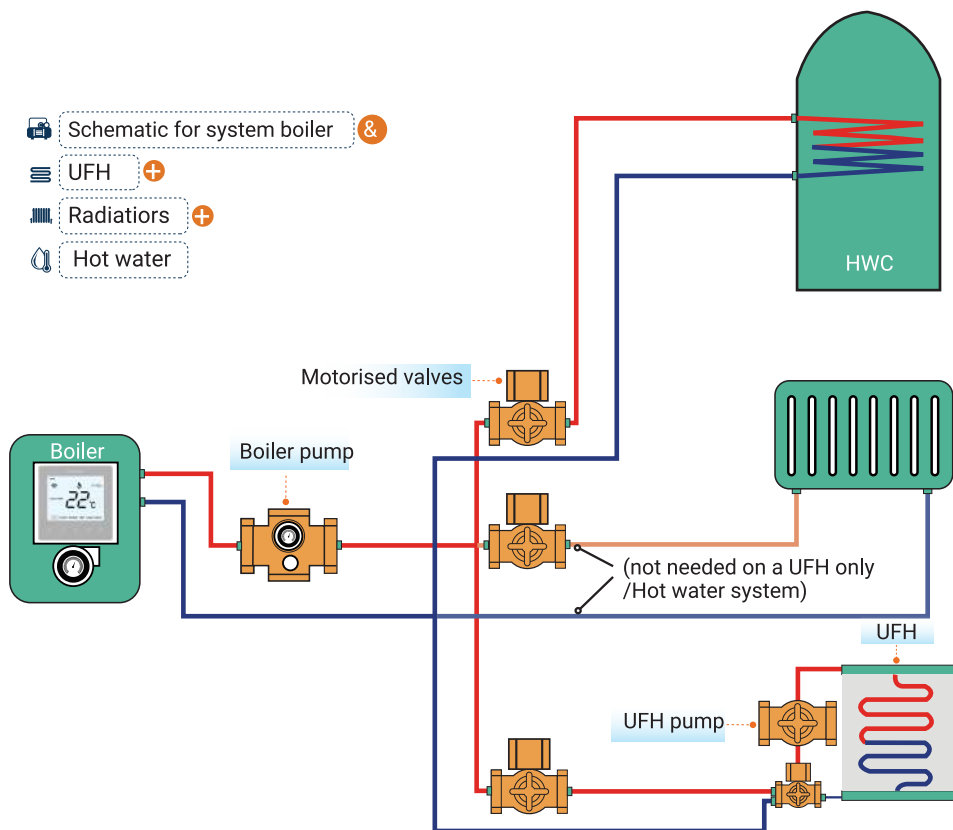 Schematic for system boiler &
UFH +
Radiatiors +
Hot water
HWC
Motorised valves
Boiler
22°c
Boiler pump
(not needed on a UFH only
/Hot water system)
UFH
UFH pump